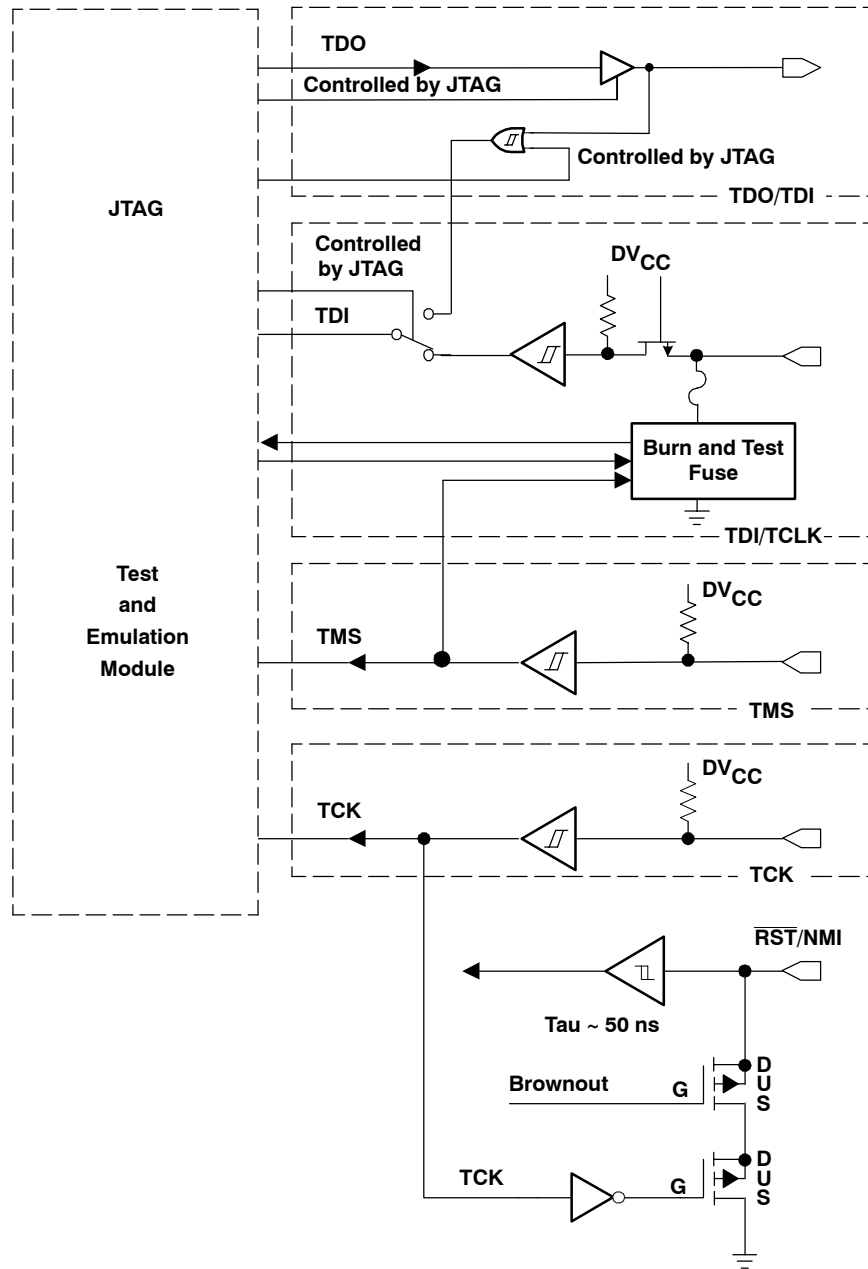 TDO
Controlled by JTAG
Controlled by JTAG
TDO/TDI
JTAG
Controlled
by JTAG
TDI
DVCC
Burn and Test
Fuse
TDI/TCLK
Test
and
Emulation
Module
TMS
DVCC
TMS
TCK
DVCC
TCK
RST/NMI
Tau ~ 50 ns
Brownout
G
D
U
S
TCK
G
D
U
S